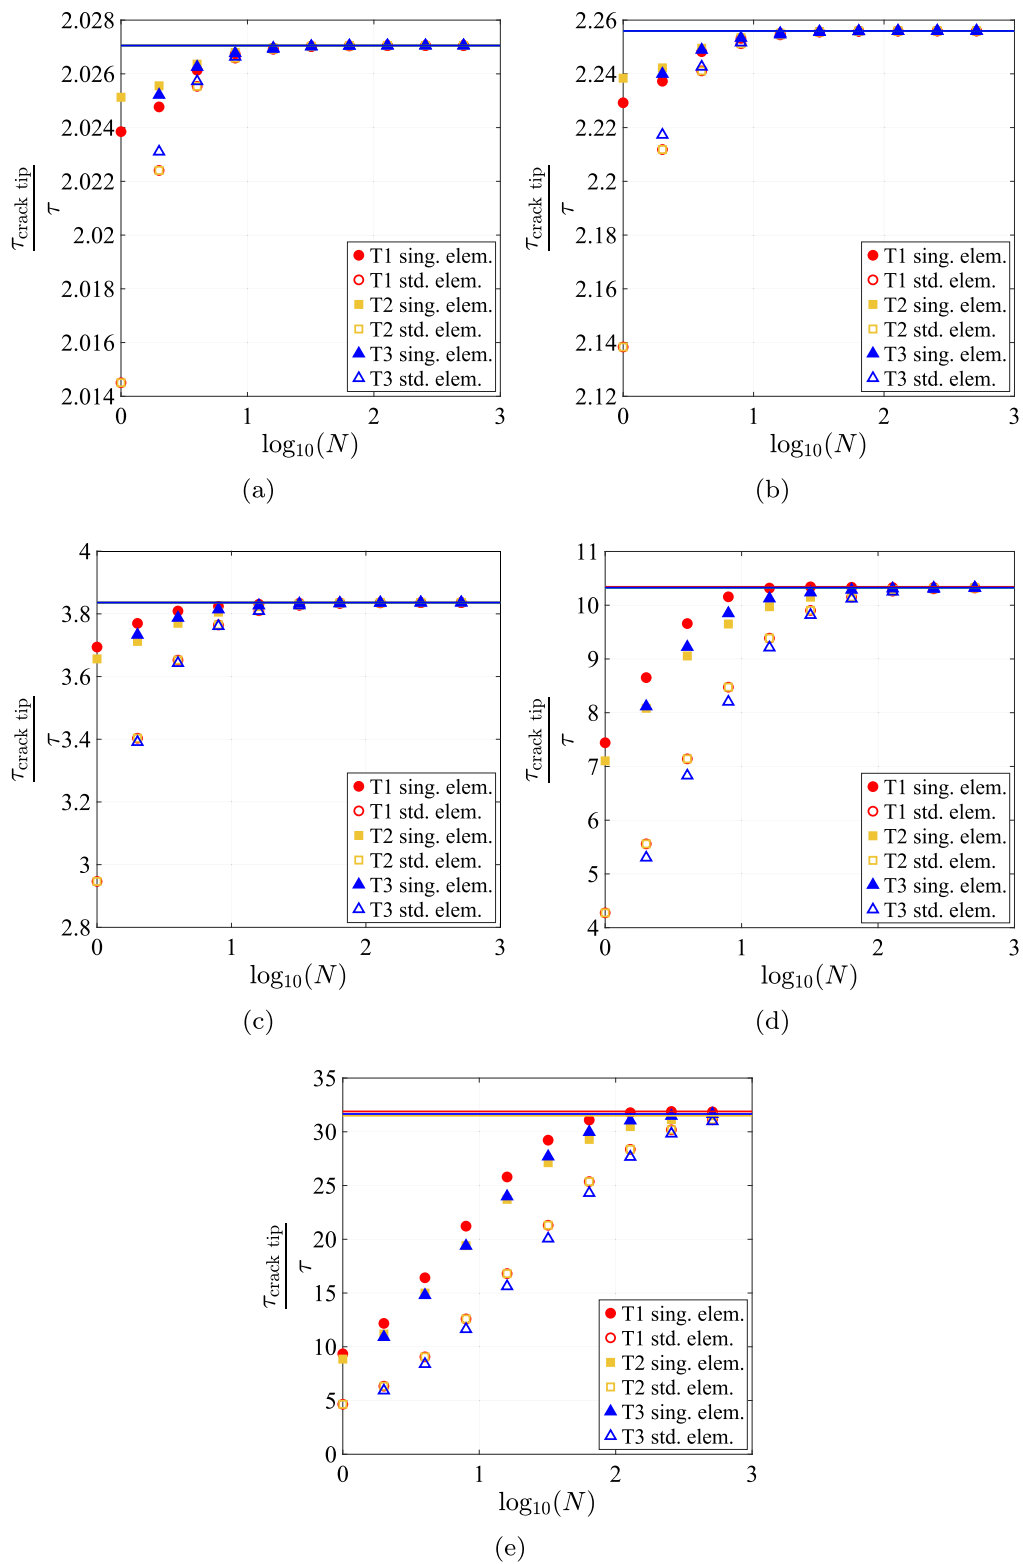 2.028
2.026
2.024
2.022
2.02
2.018
2.016
2.014
τcrack tip
τ
T1 sing. elem.
T1 std. elem.
T2 sing. elem.
T2 std. elem.
T3 sing. elem.
T3 std. elem.
0 1 2 3
log10(N)
(a)
2.26
2.24
2.22
2.2
2.18
2.16
2.14
2.12
τcrack tip
τ
T1 sing. elem.
T1 std. elem.
T2 sing. elem.
T2 std. elem.
T3 sing. elem.
T3 std. elem.
0 1 2 3
log10(N)
(b)
4
3.8
3.6
3.4
3.2
3
2.8
τcrack tip
τ
T1 sing. elem.
T1 std. elem.
T2 sing. elem.
T2 std. elem.
T3 sing. elem.
T3 std. elem.
0 1 2 3
log10(N)
(c)
11
10
9
8
7
6
5
4
τcrack tip
τ
T1 sing. elem.
T1 std. elem.
T2 sing. elem.
T2 std. elem.
T3 sing. elem.
T3 std. elem.
0 1 2 3
log10(N)
(d)
35
30
25
20
15
10
5
0
τcrack tip
τ
T1 sing. elem.
T1 std. elem.
T2 sing. elem.
T2 std. elem.
T3 sing. elem.
T3 std. elem.
0 1 2 3
log10(N)
(e)